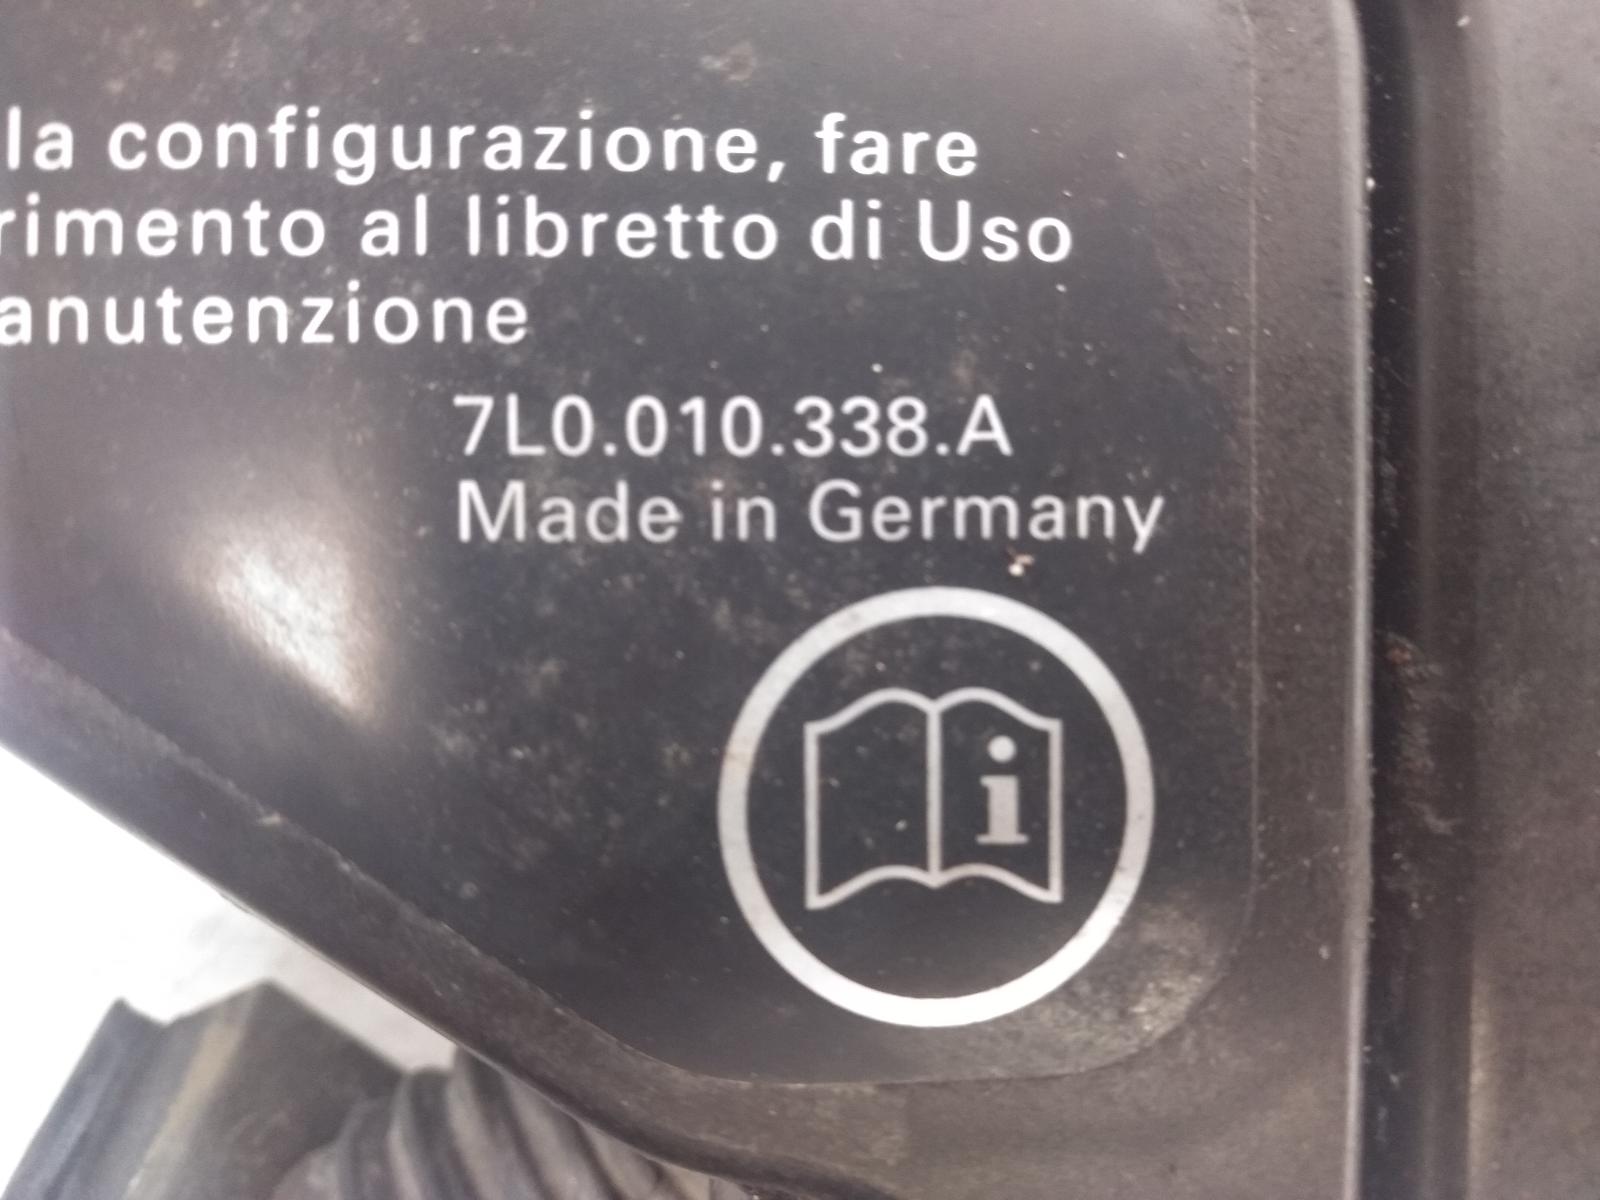 la configurazione, fare
rimento al libretto di Uso
anutenzione
7L0.010.338.A
Made in Germany
i